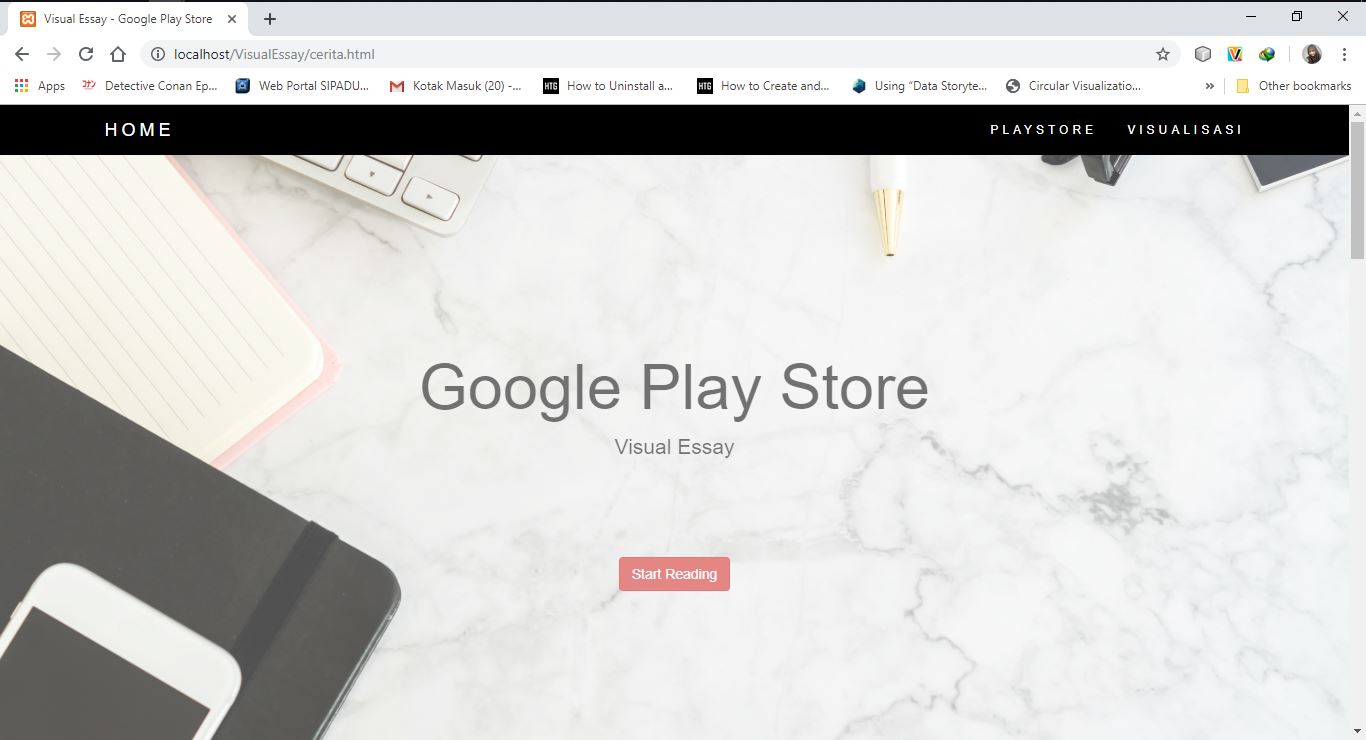 Visual Essay - Google Play Store
localhost/VisualEssay/cerita.html
Apps
Detective Conan Ep...
Web Portal SIPADU...
Kotak Masuk (20) -...
HTG How to Uninstall a...
HTG How to Create and...
Using “Data Storyte...
Circular Visualizatio...
»
Other bookmarks
HOME
PLAYSTORE
VISUALISASI
Google Play Store
Visual Essay
Start Reading